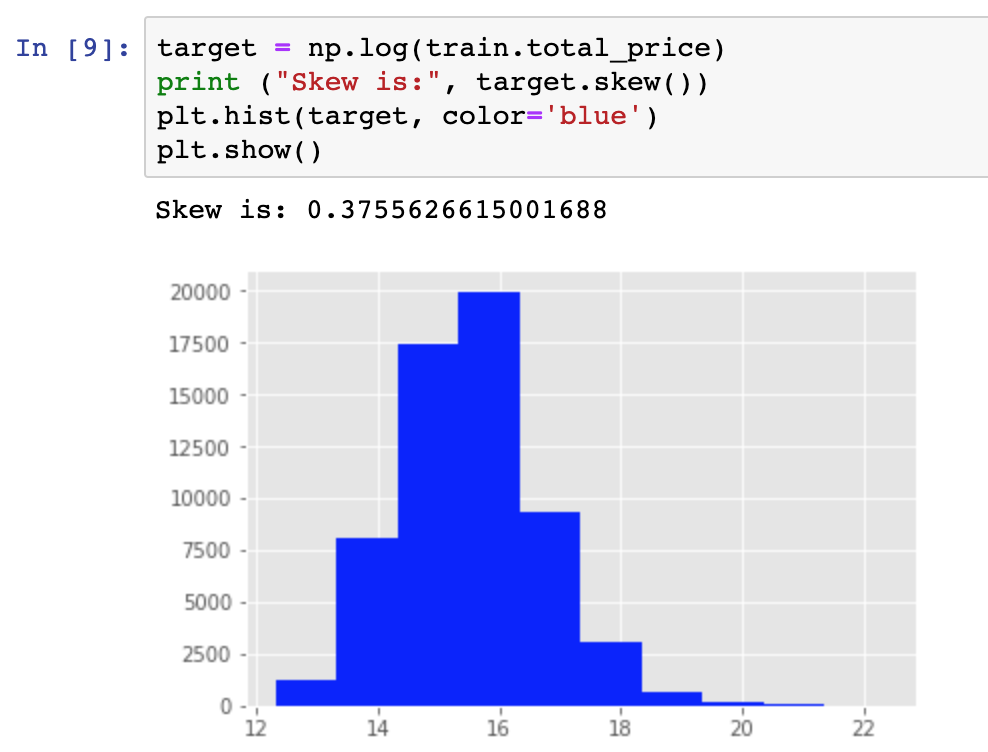 In [9]:
target = np.log(train.total_price)
print ("Skew is:", target.skew())
plt.hist(target, color='blue')
plt.show()
Skew is: 0.3755626615001688
20000
17500
15000
12500
10000
7500
5000
2500
0
12 14 16 18 20 22